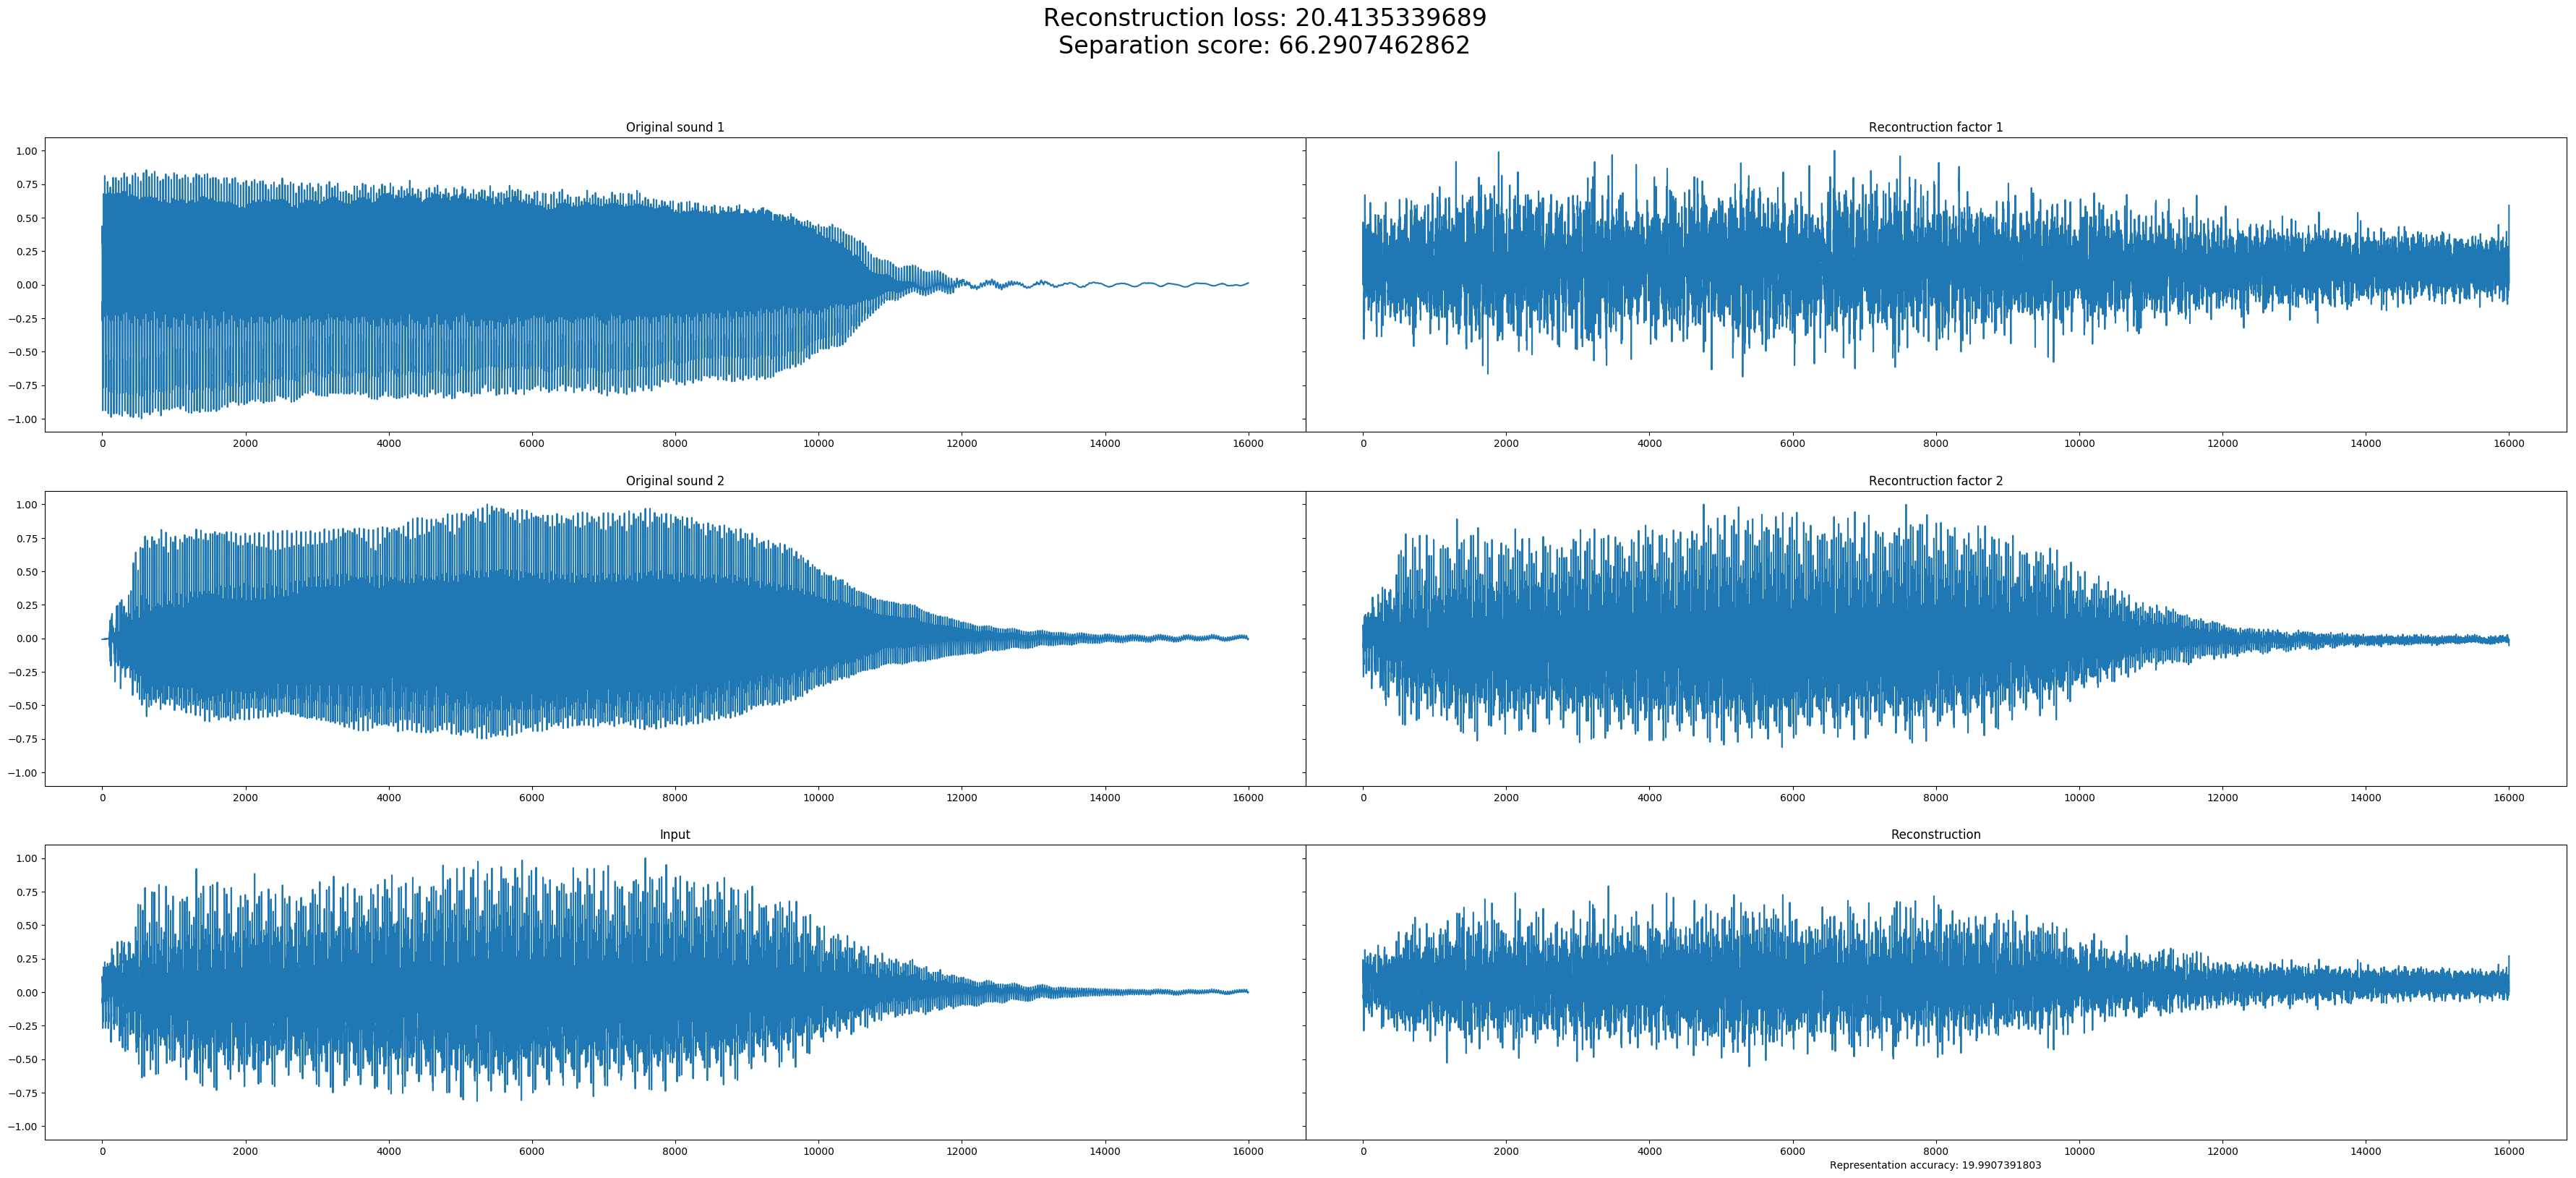 Reconstruction loss: 20.4135339689
Separation score: 66.2907462862
Original sound 1
Recontruction factor 1
1.00
0.75
0.50
0.25
0.00
−0.25
−0.50
−0.75
−1.00
0 2000 4000 6000 8000 10000 12000 14000 16000
0 2000 4000 6000 8000 10000 12000 14000 16000
Original sound 2
Reconstruction factor 2
1.00
0.75
0.50
0.25
0.00
−0.25
−0.50
−0.75
−1.00
0 2000 4000 6000 8000 10000 12000 14000 16000
0 2000 4000 6000 8000 10000 12000 14000 16000
Input
Reconstruction
1.00
0.75
0.50
0.25
0.00
−0.25
−0.50
−0.75
−1.00
0 2000 4000 6000 8000 10000 12000 14000 16000
0 2000 4000 6000 8000 10000 12000 14000 16000
Representation accuracy: 19.9907391803